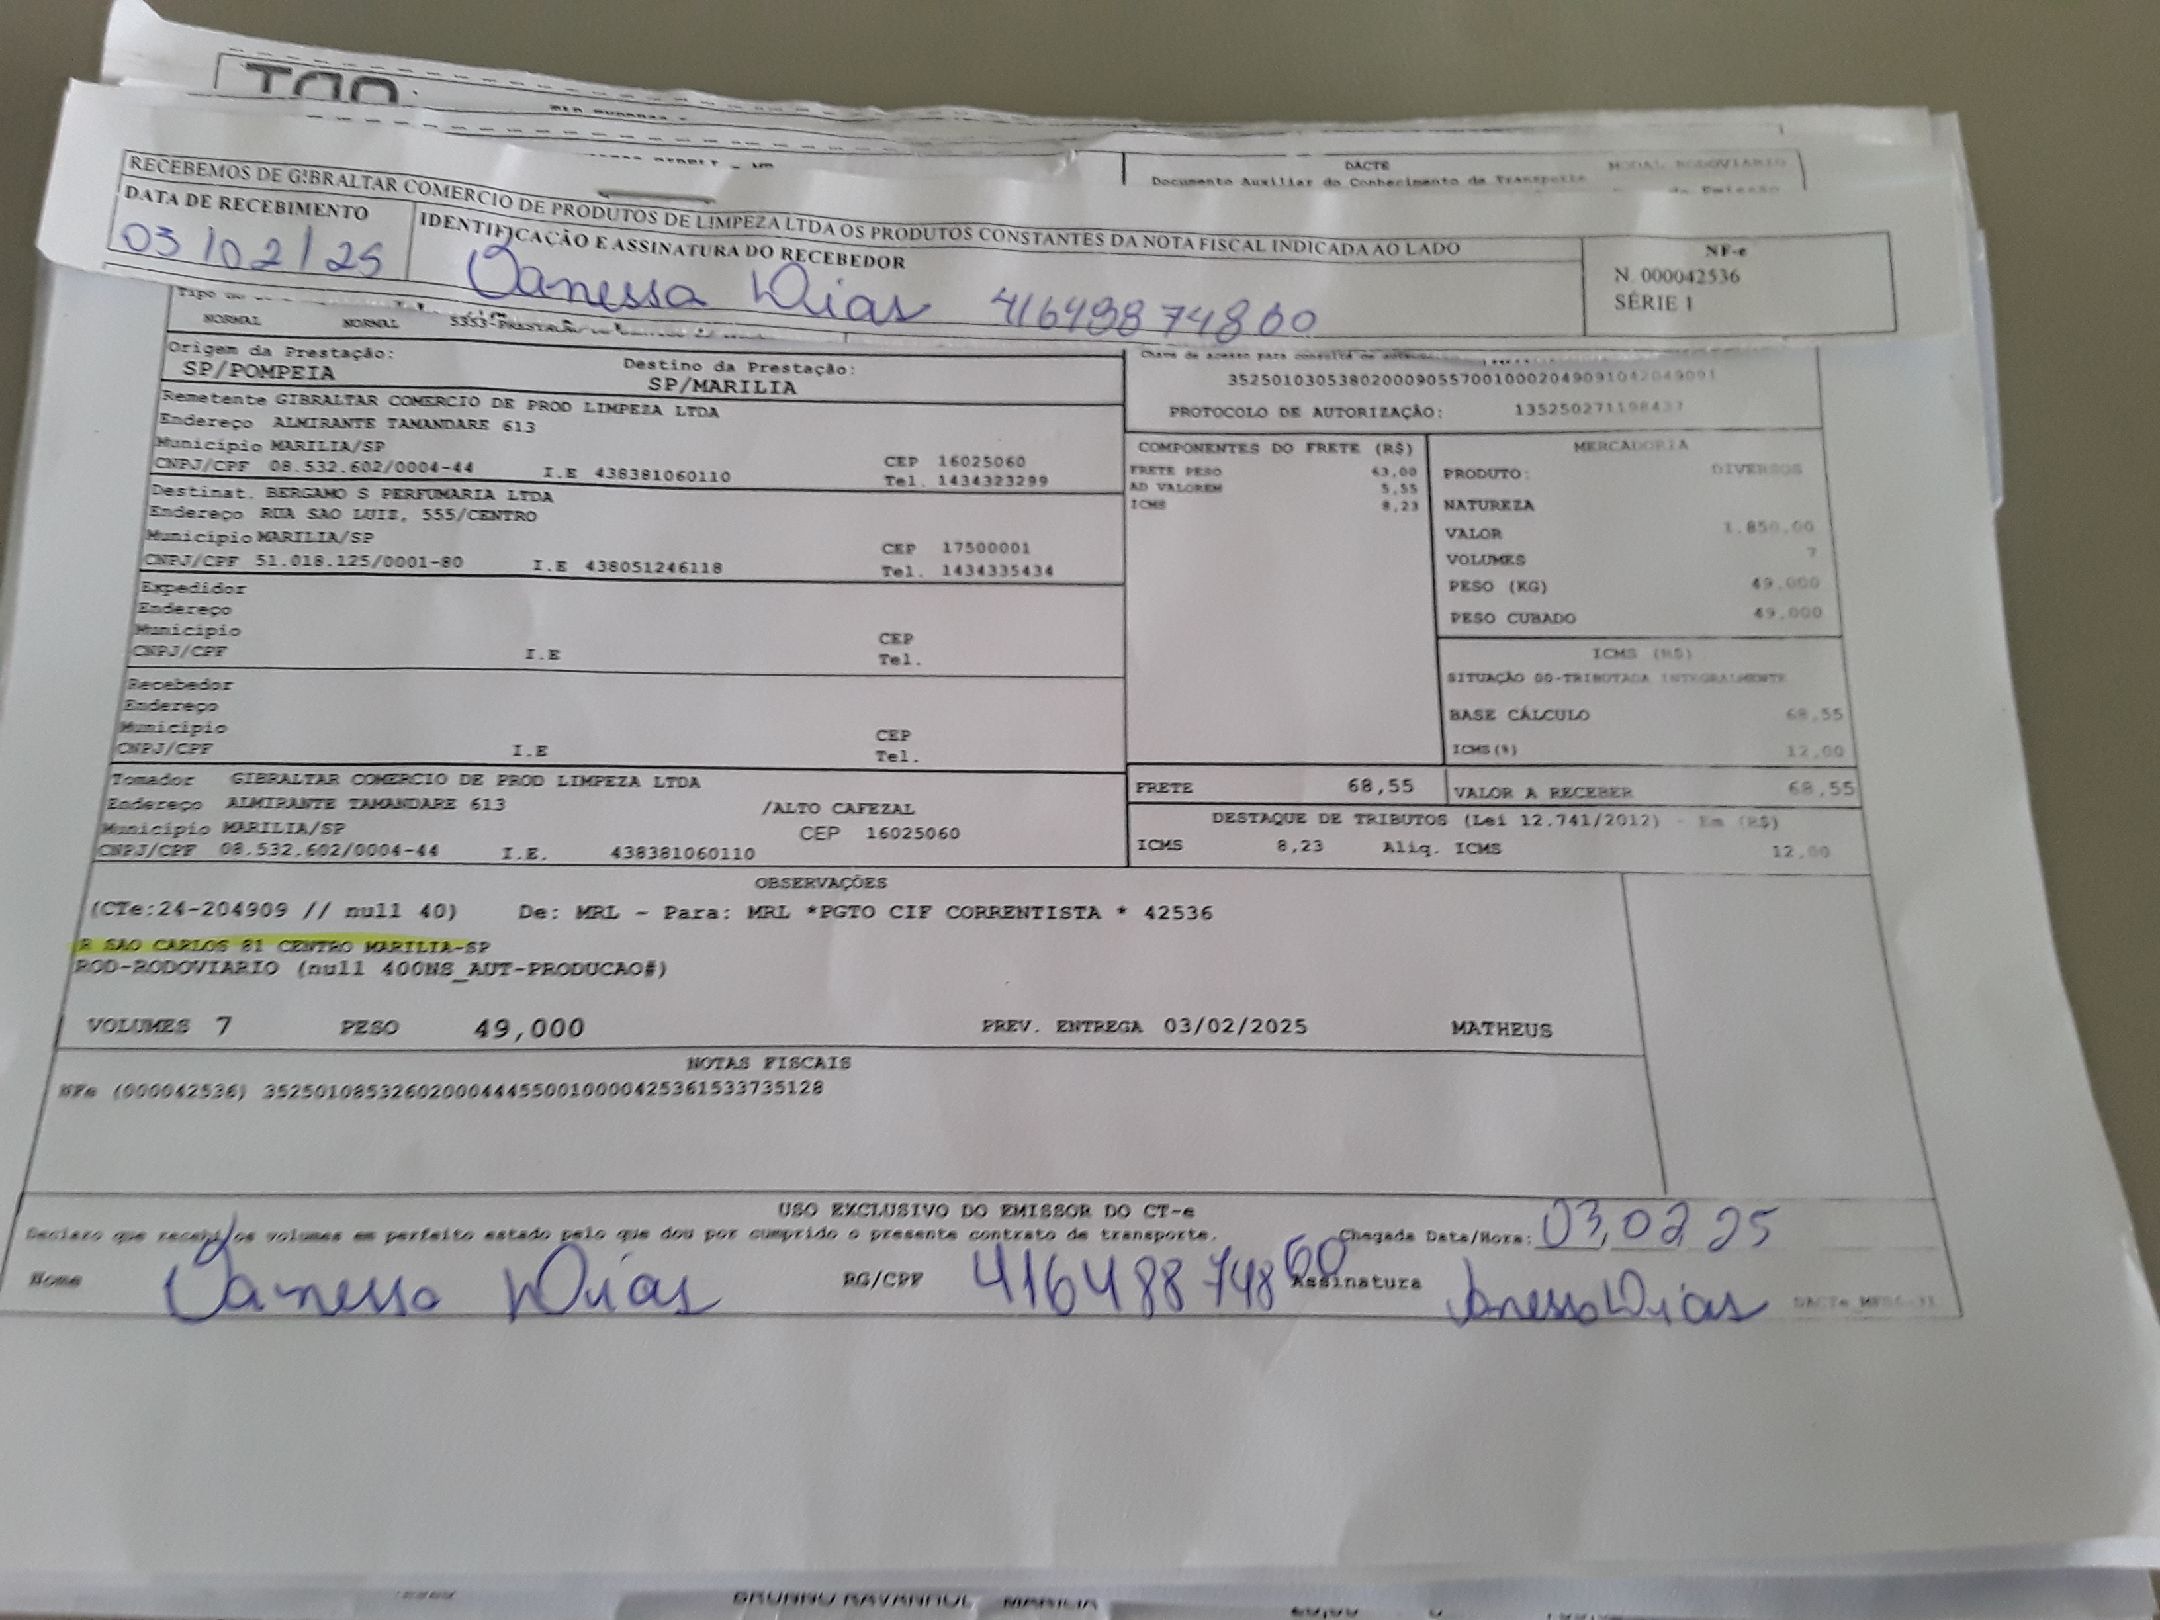 DACTE
MODAL RODOVIARIO
Documento Auxiliar do Conhecimento de Transporte
RECEBEMOS DE GIBRALTAR COMERCIO DE PRODUTOS DE LIMPEZA LTDA OS PRODUTOS CONSTANTES DA NOTA FISCAL INDICADA AO LADO
DATA DE RECEBIMENTO
03/02/25
IDENTIFICAÇÃO E ASSINATURA DO RECEBEDOR
Vanessa Dias 41648874860
NF-e
N. 000042536
SÉRIE 1
NORMAL NORMAL
Origem da Prestação:
SP/POMPEIA
Destino da Prestação:
SP/MARILIA
Remetente GIBRALTAR COMERCIO DE PROD LIMPEZA LTDA
Endereço ALMIRANTE TAMANDARE 613
Município MARILIA/SP
CEP 16025060
CNPJ/CPF 08.532.602/0004-44 I.E 438381060110 Tel. 1434323299
Destinat. BERGAMO S PERFUMARIA LTDA
Endereço RUA SAO LUIZ, 555/CENTRO
Município MARILIA/SP
CEP 17500001
CNPJ/CPF 51.018.125/0001-80 I.E 438051246118 Tel. 1434335434
Expedidor
Endereço
Município CEP
CNPJ/CPF I.E Tel.
Recebedor
Endereço
Município CEP
CNPJ/CPF I.E Tel.
Tomador GIBRALTAR COMERCIO DE PROD LIMPEZA LTDA
Endereço ALMIRANTE TAMANDARE 613 /ALTO CAFEZAL
Município MARILIA/SP CEP 16025060
CNPJ/CPF 08.532.602/0004-44 I.E. 438381060110
35250103053802000905570010002049091042049091
PROTOCOLO DE AUTORIZAÇÃO: 135250271198437
COMPONENTES DO FRETE (R$)
FRETE PESO 63,00
AD VALOREM 5,55
ICMS 8,23
MERCADORIA
PRODUTO: DIVERSOS
NATUREZA
VALOR 1.850.00
VOLUMES 7
PESO (KG) 49.000
PESO CUBADO 49.000
ICMS (R$)
SITUAÇÃO 00-TRIBUTADA INTEGRALMENTE
BASE CÁLCULO 68,55
ICMS(%) 12,00
FRETE 68,55
VALOR A RECEBER 68,55
DESTAQUE DE TRIBUTOS (Lei 12.741/2012) - Em (R$)
ICMS 8,23 Aliq. ICMS 12,00
OBSERVAÇÕES
(CTe:24-204909 // null 40) De: MRL - Para: MRL *PGTO CIF CORRENTISTA * 42536
R SAO CARLOS 81 CENTRO MARILIA-SP
ROD-RODOVIARIO (null 400NS_AUT-PRODUCAO#)
VOLUMES 7 PESO 49,000 PREV. ENTREGA 03/02/2025 MATHEUS
NOTAS FISCAIS
NFe (000042536) 35250108532602000444550010000425361533735128
USO EXCLUSIVO DO EMISSOR DO CT-e
Declaro que recebi os volumes em perfeito estado pelo que dou por cumprido o presente contrato de transporte.
Chegada Data/Hora: 03,02,25
Nome Vanessa Dias RG/CPF 41648874860 Assinatura Vanessa Dias